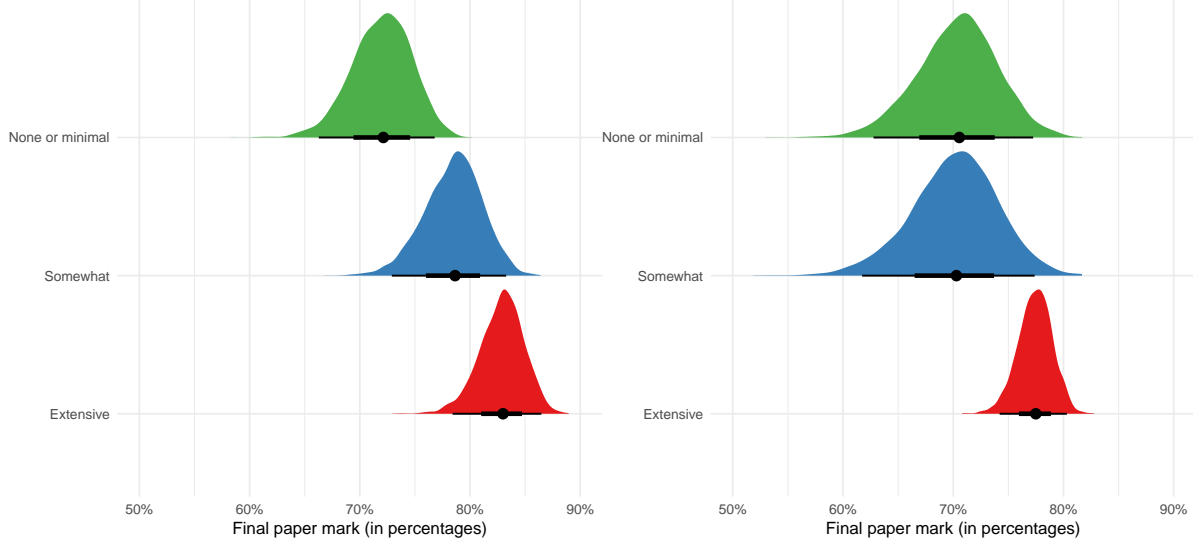 None or minimal
Somewhat
Extensive
50%
60%
70%
80%
90%
Final paper mark (in percentages)
None or minimal
Somewhat
Extensive
50%
60%
70%
80%
90%
Final paper mark (in percentages)